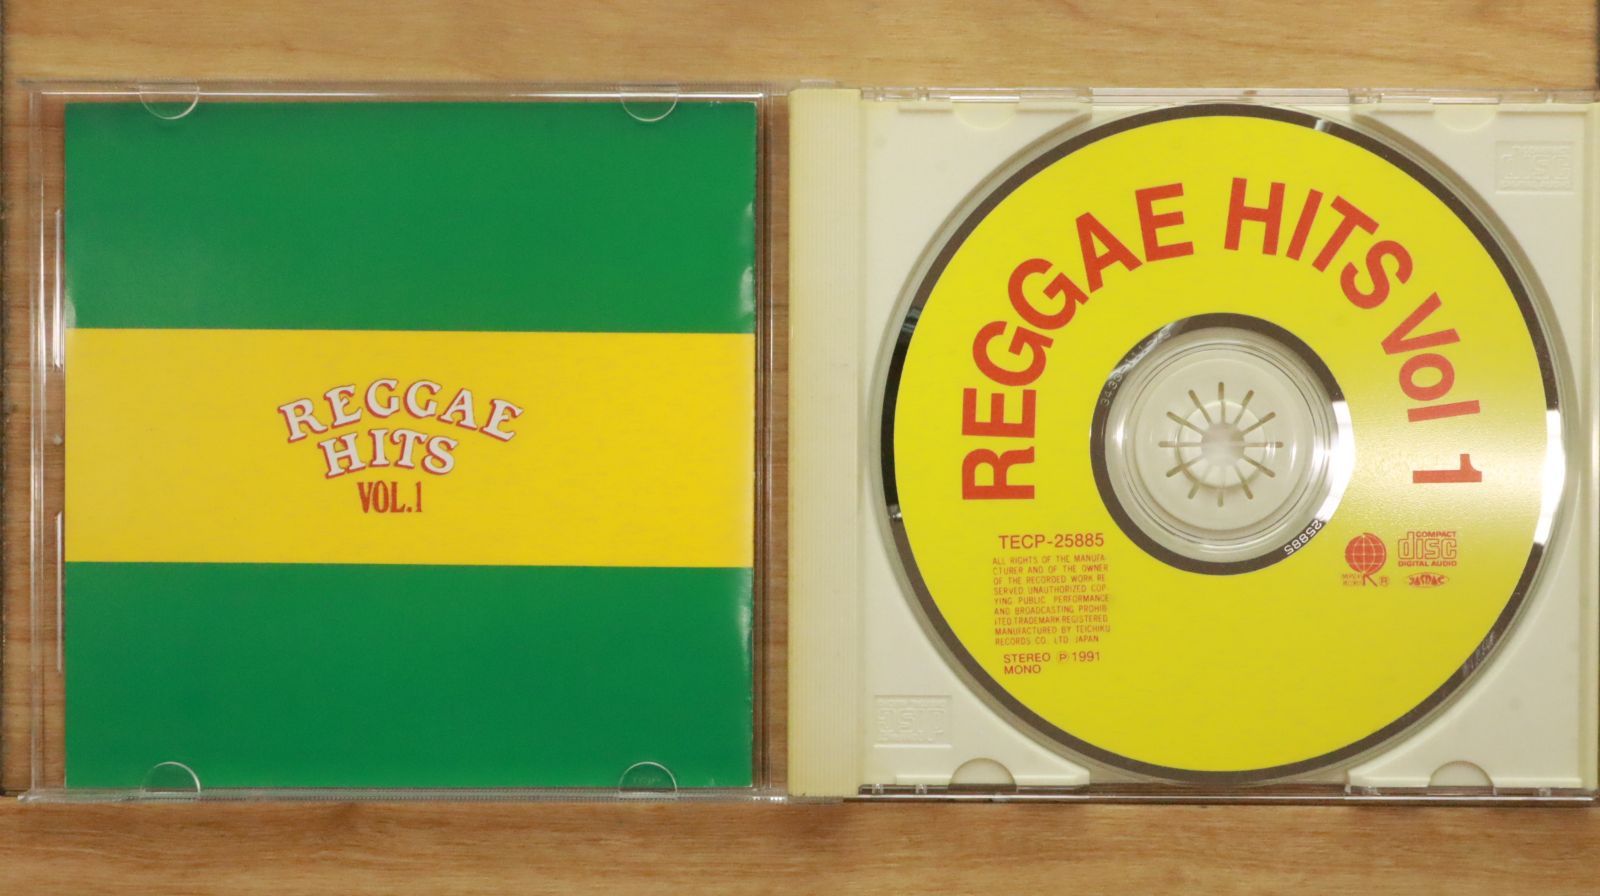 REGGAE
HITS
VOL.1
REGGAE HITS Vol 1
TECP-25885
ALL RIGHTS OF THE MANUFA-
CTURER AND OF THE OWNER
OF THE RECORDED WORK RE
SERVED UNAUTHORIZED COP-
YING PUBLIC PERFORMANCE
AND BROADCASTING PROHIB-
ITED TRADEMARK REGISTERED
MANUFACTURED BY TEICHIKU
RECORDS CO. LTD JAPAN
STEREO Ⓟ 1991
MONO
COMPACT
disc
DIGITAL AUDIO
JASRAC
R
25885